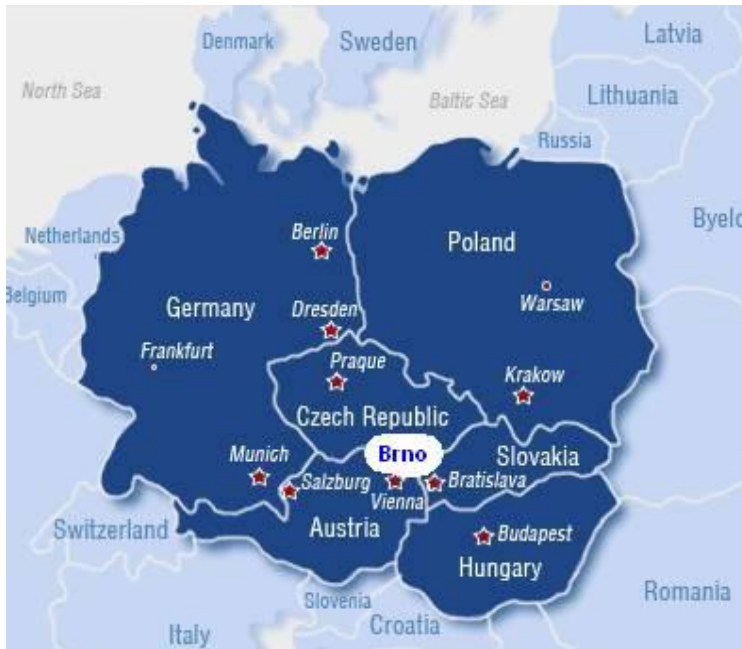 Denmark
Sweden
Latvia
North Sea
Baltic Sea
Lithuania
Russia
Netherlands
Berlin
Poland
Byelo
Belgium
Germany
Dresden
Warsaw
Frankfurt
Praque
Krakow
Czech Republic
Brno
Munich
Slovakia
Salzburg
Vienna
Bratislava
Switzerland
Austria
Budapest
Hungary
Slovenia
Romania
Croatia
Italy